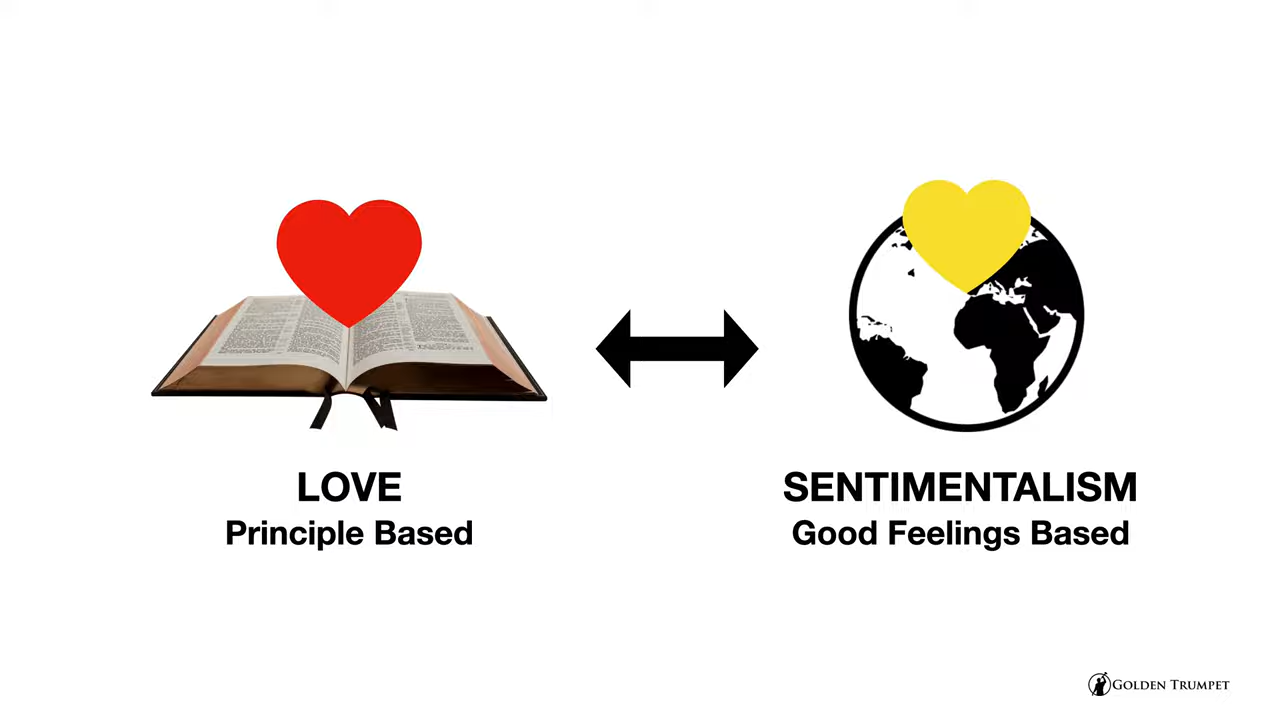 LOVE
Principle Based
SENTIMENTALISM
Good Feelings Based
GOLDEN TRUMPET